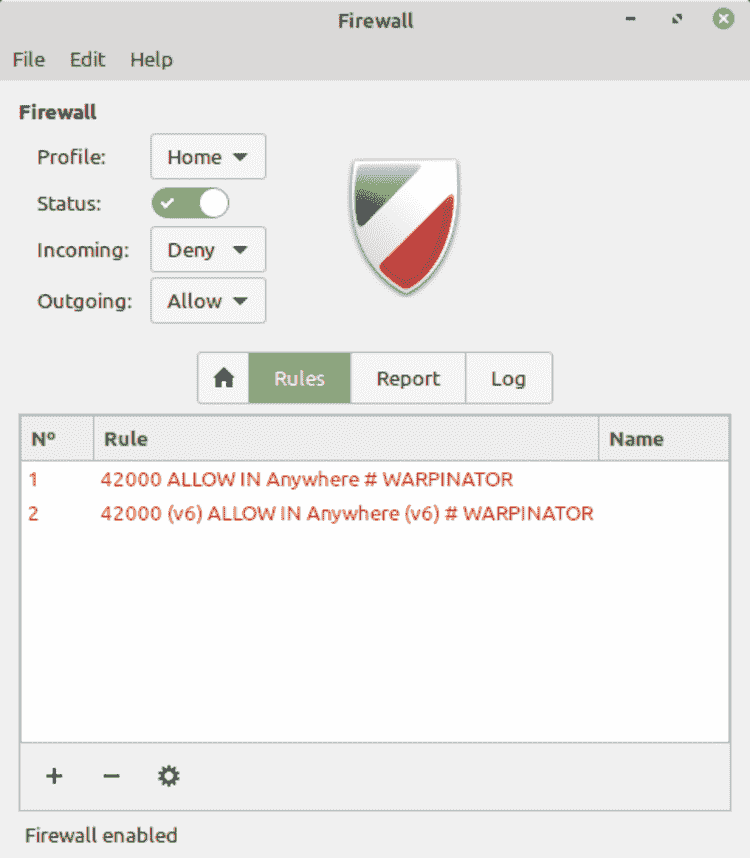 Firewall
File Edit Help
Firewall
Profile: Home
Status:
Incoming: Deny
Outgoing: Allow
Rules Report Log
Nº Rule Name
1 42000 ALLOW IN Anywhere # WARPINATOR
2 42000 (v6) ALLOW IN Anywhere (v6) # WARPINATOR
Firewall enabled